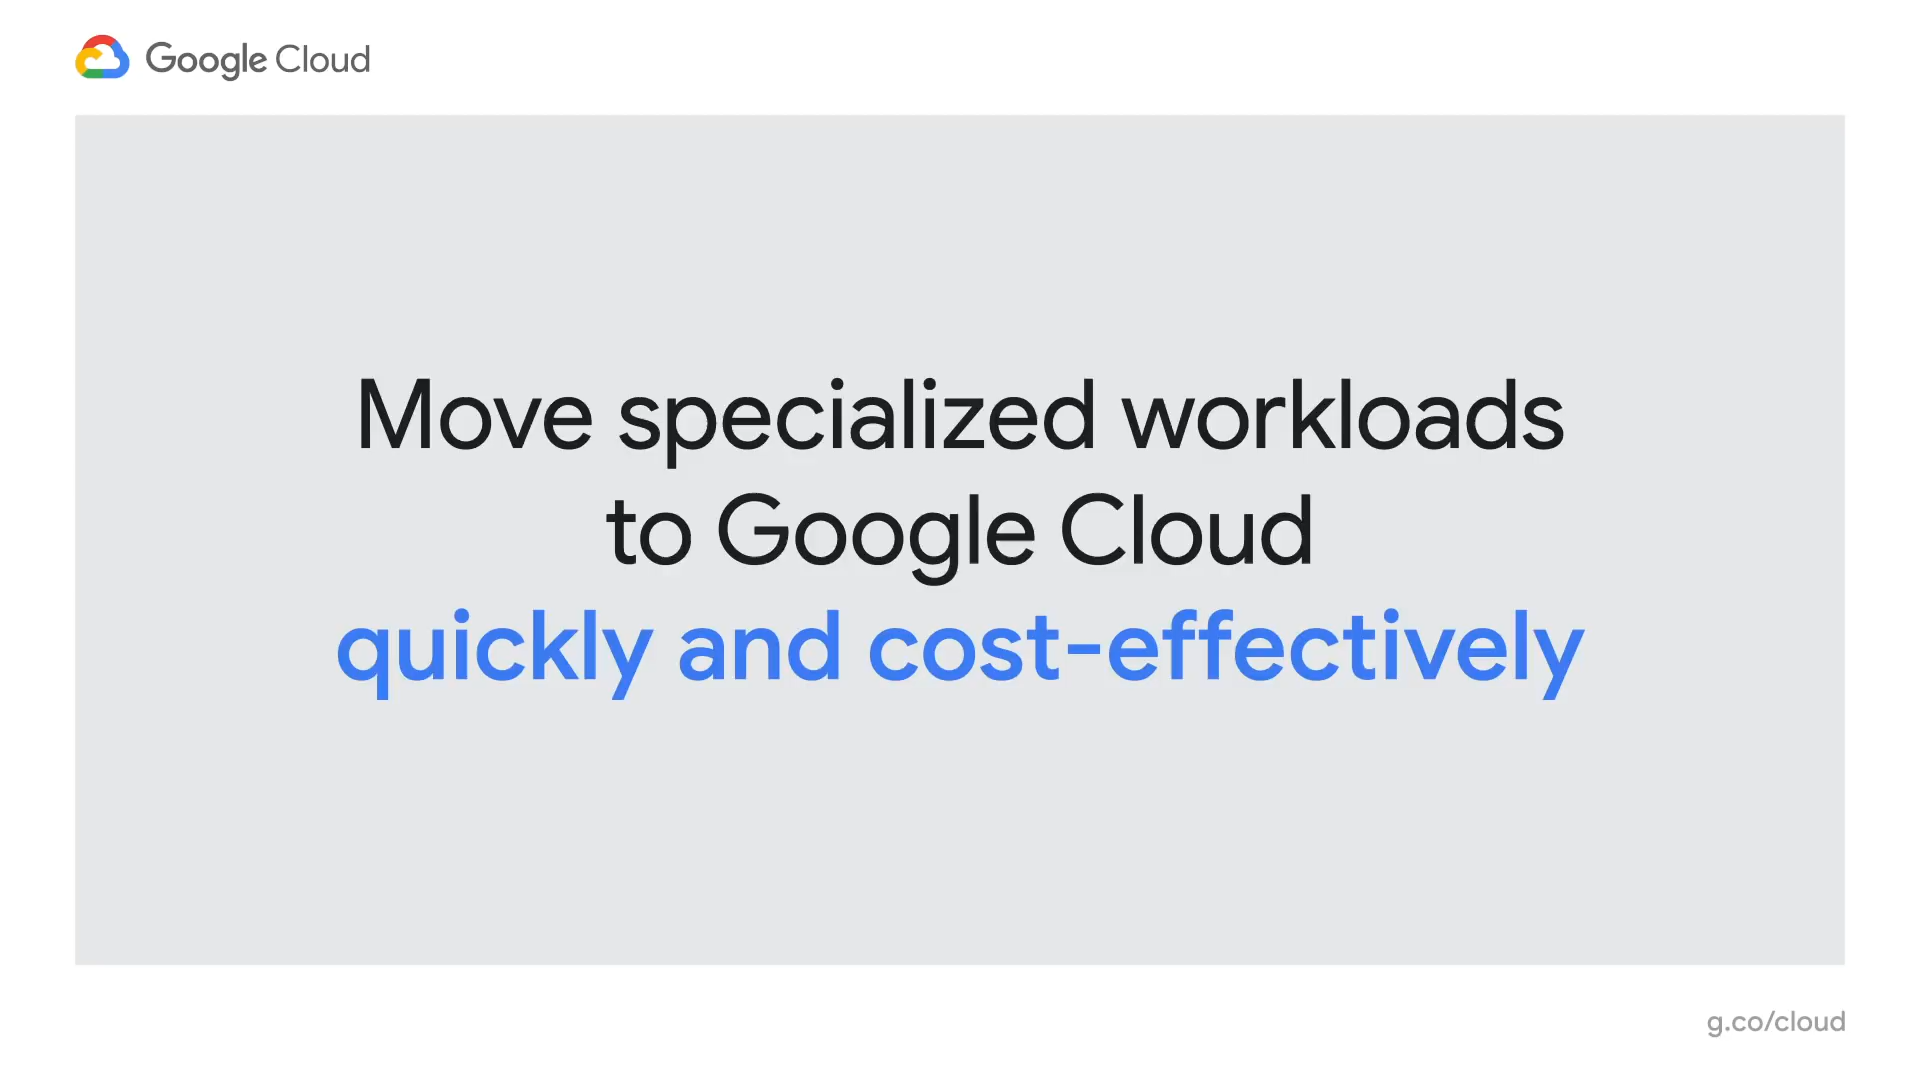 Google Cloud
Move specialized workloads
to Google Cloud
quickly and cost-effectively
g.co/cloud